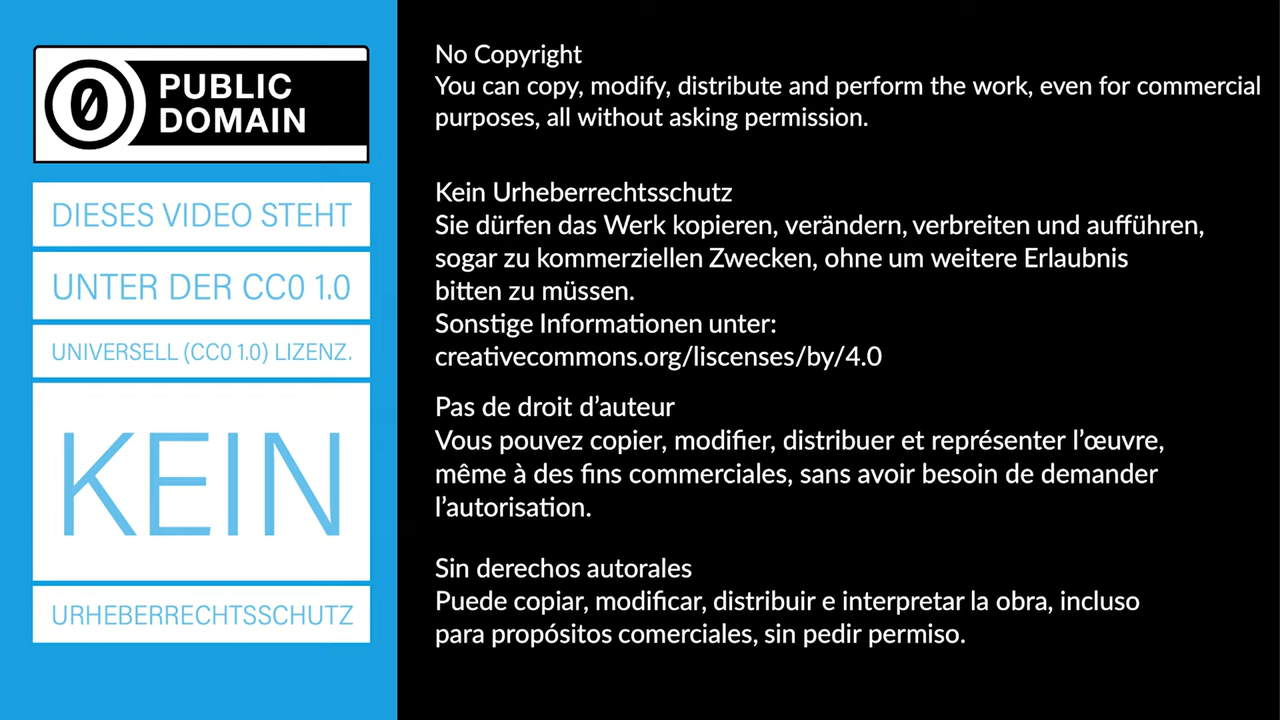 0 PUBLIC
DOMAIN
DIESES VIDEO STEHT
UNTER DER CC0 1.0
UNIVERSELL (CC0 1.0) LIZENZ.
KEIN
URHEBERRECHTSSCHUTZ
No Copyright
You can copy, modify, distribute and perform the work, even for commercial
purposes, all without asking permission.
Kein Urheberrechtsschutz
Sie dürfen das Werk kopieren, verändern, verbreiten und aufführen,
sogar zu kommerziellen Zwecken, ohne um weitere Erlaubnis
bitten zu müssen.
Sonstige Informationen unter:
creativecommons.org/liscenses/by/4.0
Pas de droit d’auteur
Vous pouvez copier, modifier, distribuer et représenter l’œuvre,
même à des fins commerciales, sans avoir besoin de demander
l’autorisation.
Sin derechos autorales
Puede copiar, modificar, distribuir e interpretar la obra, incluso
para propósitos comerciales, sin pedir permiso.